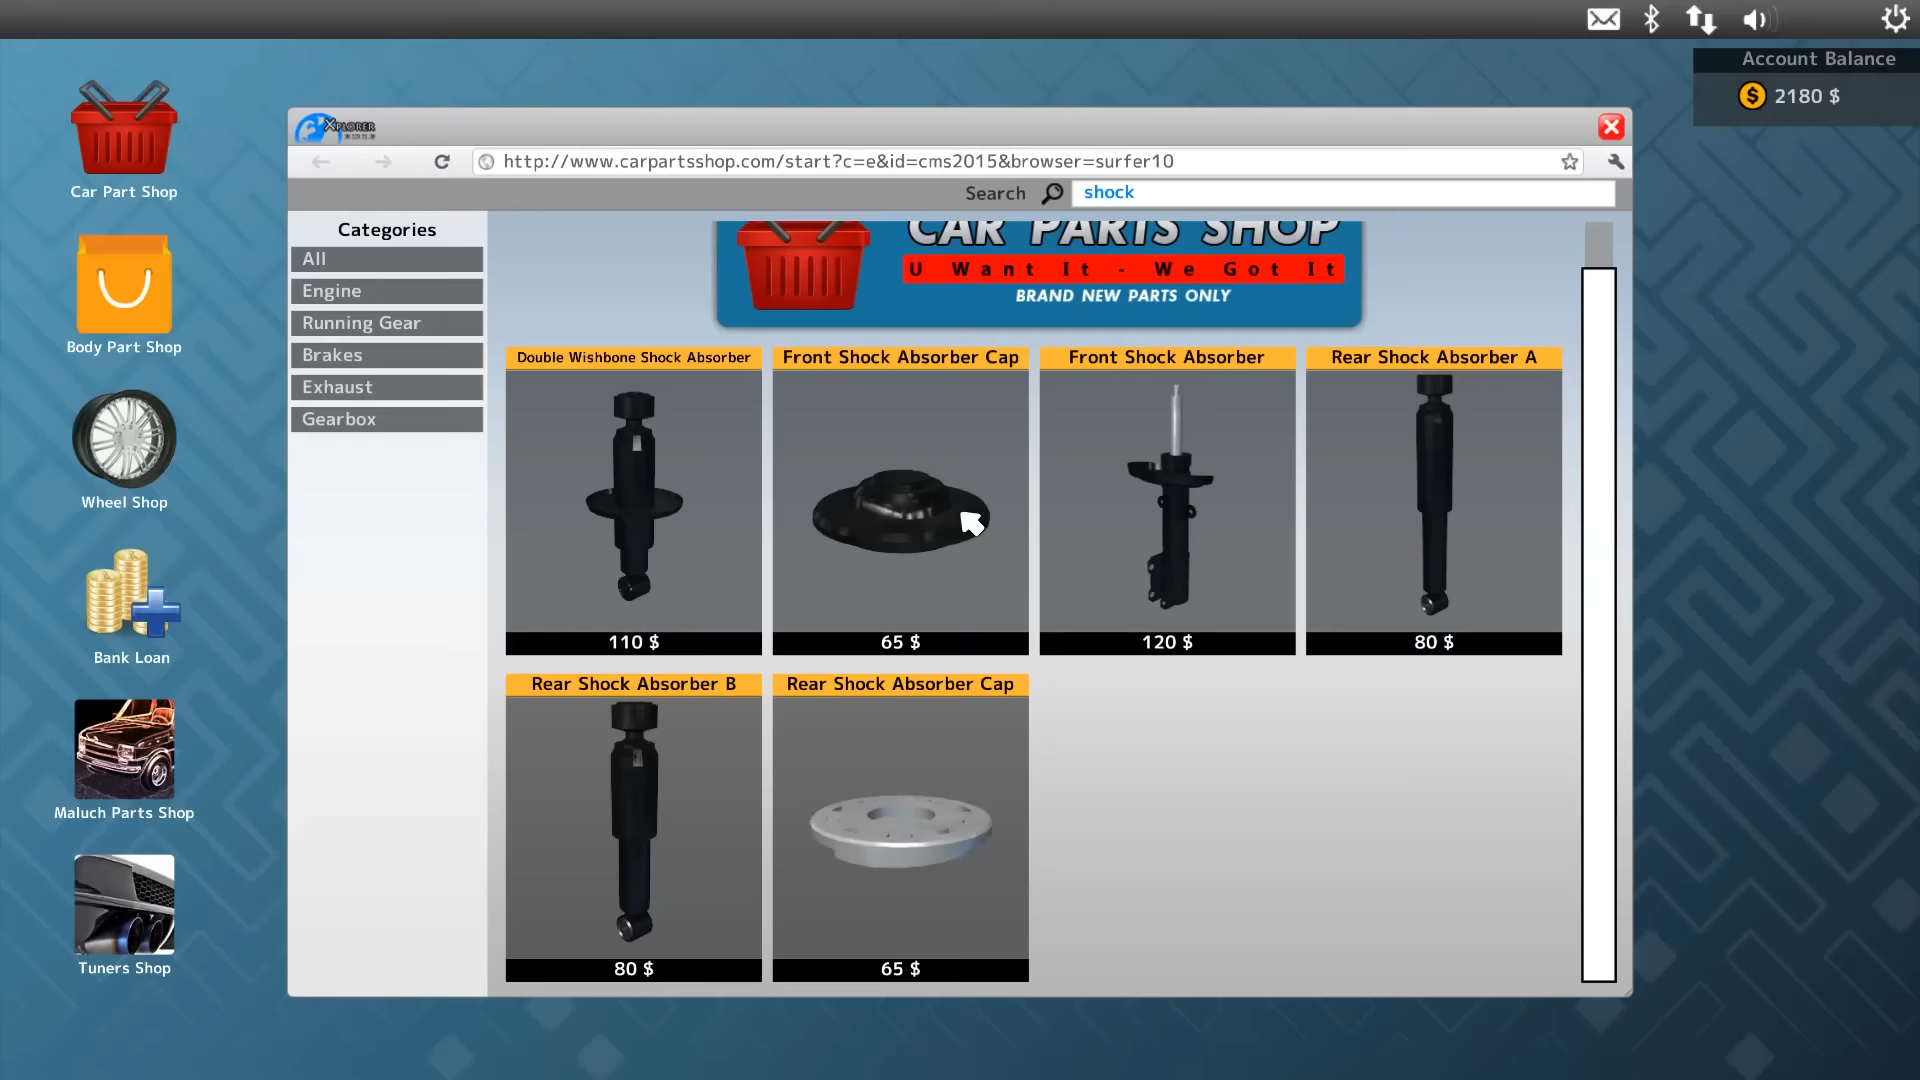 Account Balance
2180 $
Car Part Shop
Body Part Shop
Wheel Shop
Bank Loan
Maluch Parts Shop
Tuners Shop
XPLORER
http://www.carpartsshop.com/start?c=e&id=cms2015&browser=surfer10
Search
shock
Categories
All
Engine
Running Gear
Brakes
Exhaust
Gearbox
CAR PARTS SHOP
U Want It - We Got It
BRAND NEW PARTS ONLY
Double Wishbone Shock Absorber
110 $
Front Shock Absorber Cap
65 $
Front Shock Absorber
120 $
Rear Shock Absorber A
80 $
Rear Shock Absorber B
80 $
Rear Shock Absorber Cap
65 $